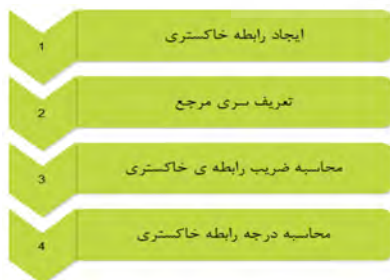 1
ایجاد رابطه خاکستری
2
تعریف سری مرجع
3
محاسبه ضریب رابطه ی خاکستری
4
محاسبه درجه رابطه خاکستری